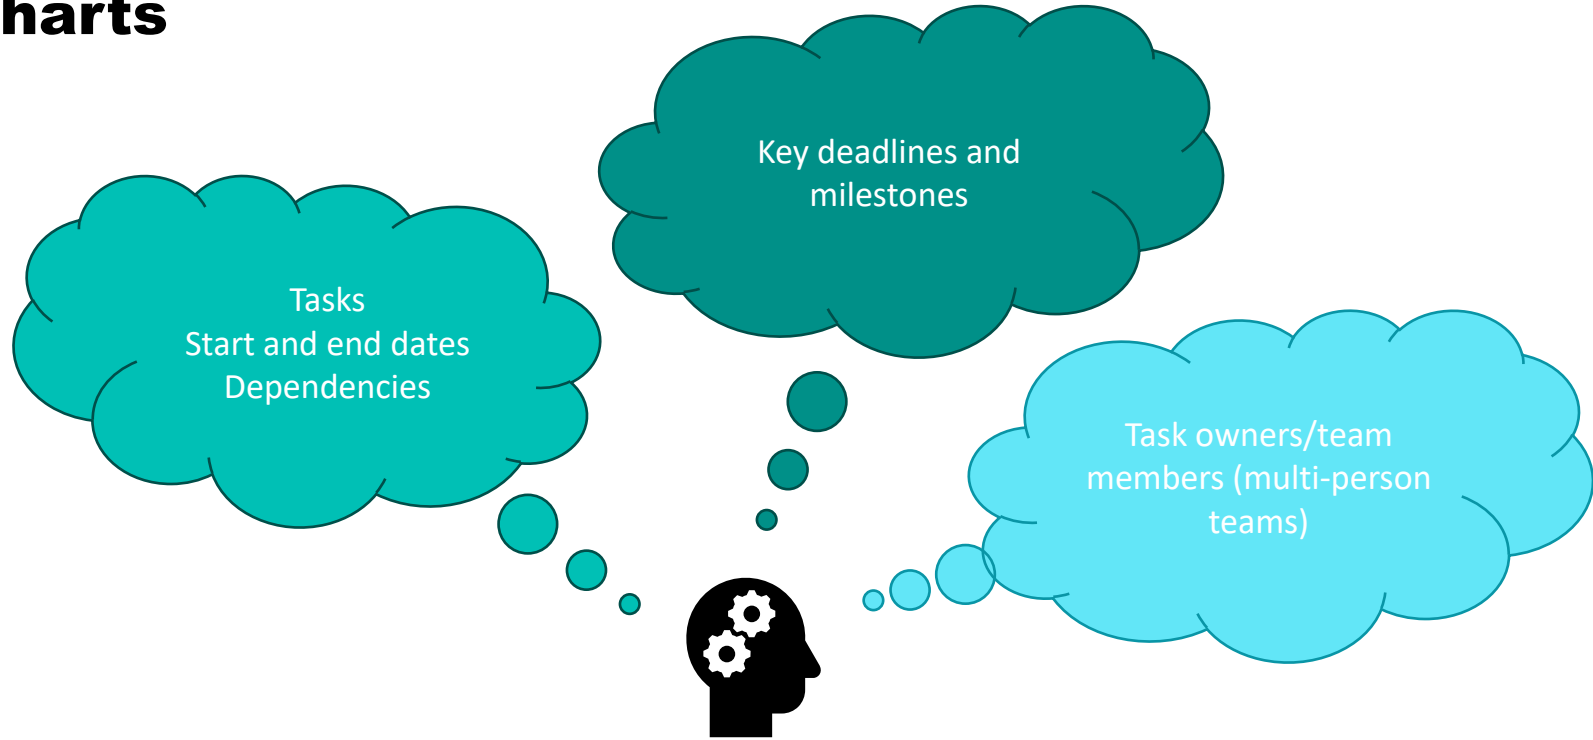 harts
Tasks
Start and end dates
Dependencies
Key deadlines and
milestones
Task owners/team
members (multi-person
teams)